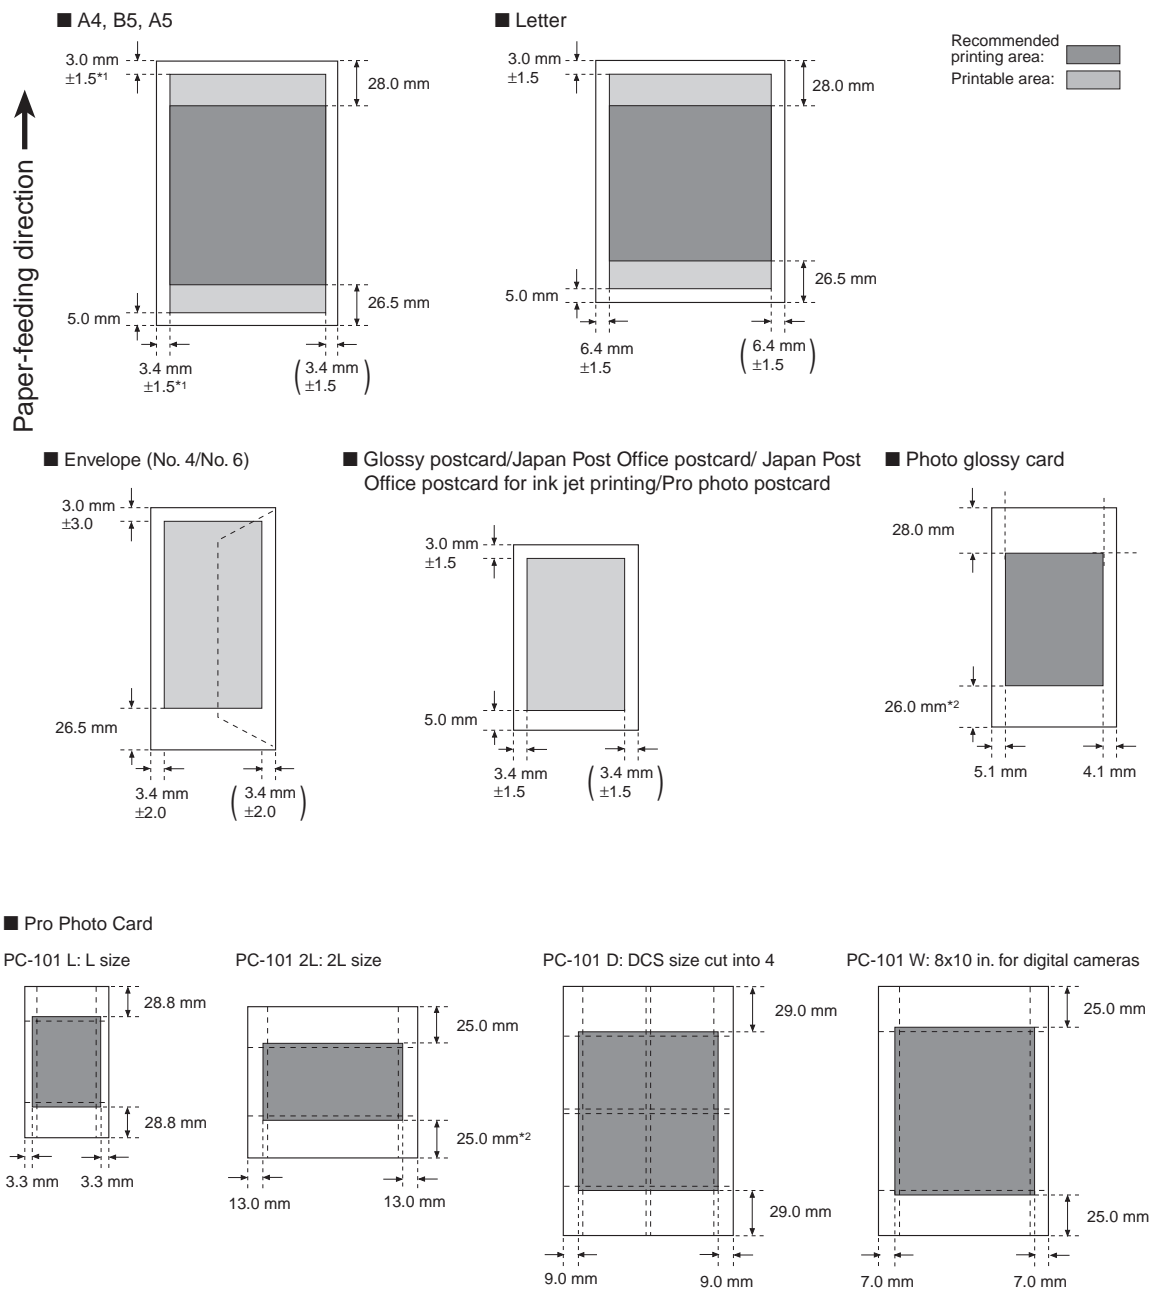 ■ A4, B5, A5
■ Letter
Recommended
printing area:
Printable area:
Paper-feeding direction
3.0 mm
±1.5*1
28.0 mm
5.0 mm
26.5 mm
3.4 mm
±1.5*1
(3.4 mm
±1.5)
3.0 mm
±1.5
28.0 mm
5.0 mm
26.5 mm
6.4 mm
±1.5
(6.4 mm
±1.5)
■ Envelope (No. 4/No. 6)
3.0 mm
±3.0
26.5 mm
3.4 mm
±2.0
(3.4 mm
±2.0)
■ Glossy postcard/Japan Post Office postcard/ Japan Post
Office postcard for ink jet printing/Pro photo postcard
3.0 mm
±1.5
5.0 mm
3.4 mm
±1.5
(3.4 mm
±1.5)
■ Photo glossy card
28.0 mm
26.0 mm*2
5.1 mm
4.1 mm
■ Pro Photo Card
PC-101 L: L size
28.8 mm
28.8 mm
3.3 mm
3.3 mm
PC-101 2L: 2L size
25.0 mm
25.0 mm*2
13.0 mm
13.0 mm
PC-101 D: DCS size cut into 4
29.0 mm
29.0 mm
9.0 mm
9.0 mm
PC-101 W: 8x10 in. for digital cameras
25.0 mm
25.0 mm
7.0 mm
7.0 mm